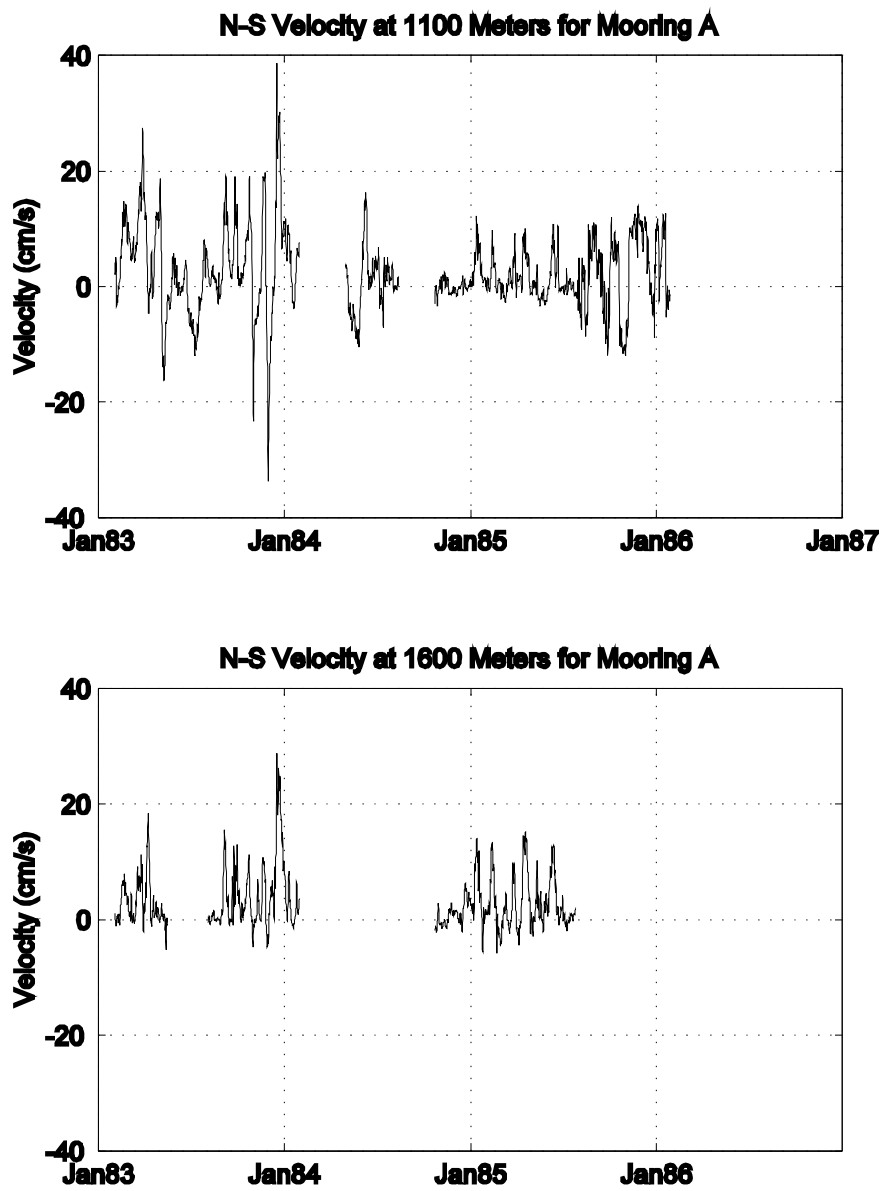 N-S Velocity at 1100 Meters for Mooring A
40
20
0
-20
-40
Velocity (cm/s)
Jan83 Jan84 Jan85 Jan86 Jan87
N-S Velocity at 1600 Meters for Mooring A
40
20
0
-20
-40
Velocity (cm/s)
Jan83 Jan84 Jan85 Jan86